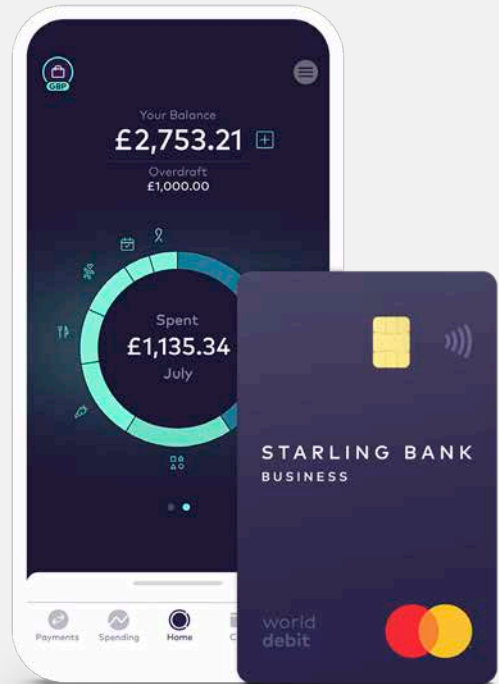 GBP
Your Balance
£2,753.21
Overdraft
£1,000.00
Spent
£1,135.34
July
Payments
Spending
Home
STARLING BANK
BUSINESS
world
debit